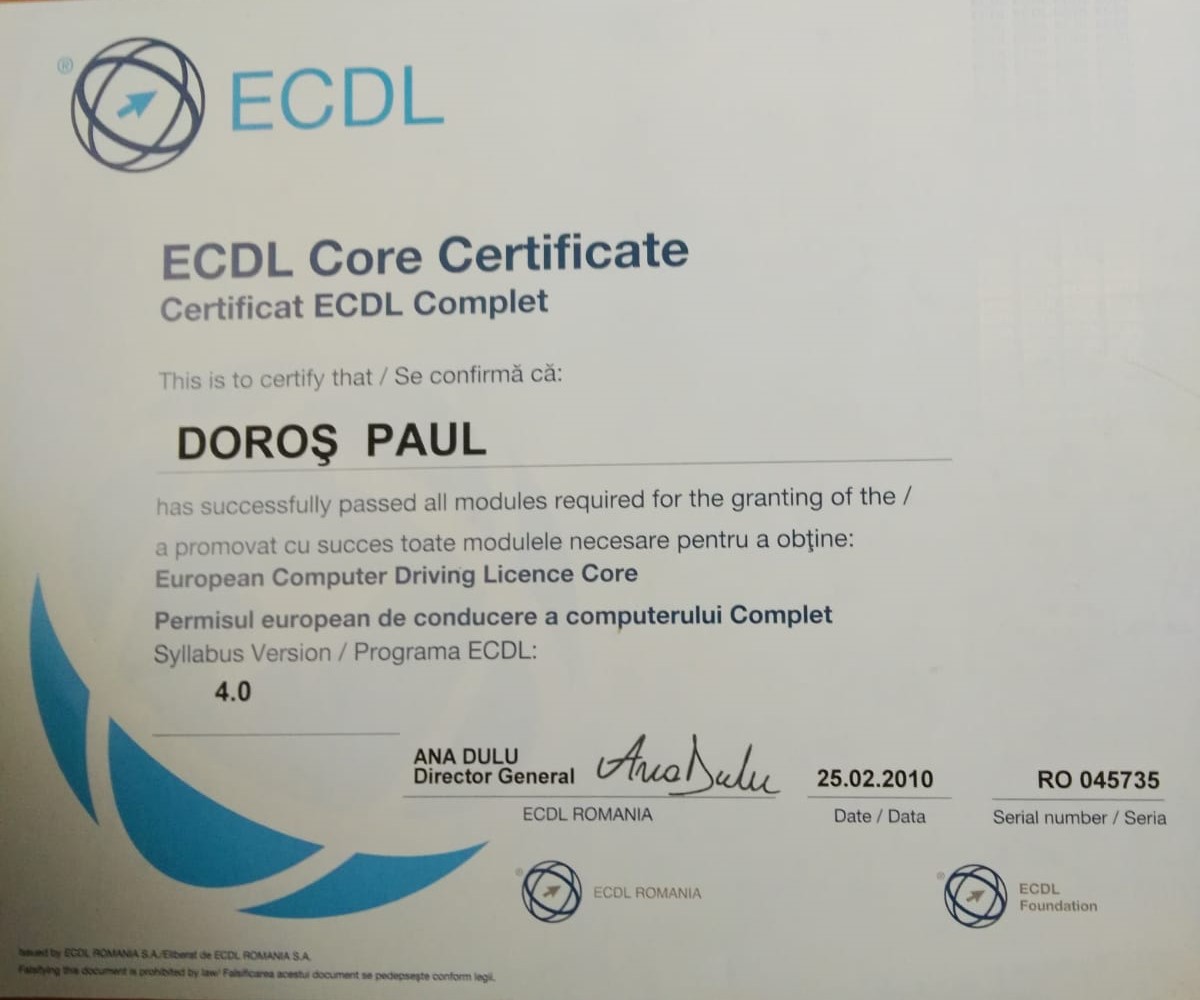 ® ECDL
ECDL Core Certificate
Certificat ECDL Complet
This is to certify that / Se confirmă că:
DOROŞ PAUL
has successfully passed all modules required for the granting of the /
a promovat cu succes toate modulele necesare pentru a obţine:
European Computer Driving Licence Core
Permisul european de conducere a computerului Complet
Syllabus Version / Programa ECDL:
4.0
ANA DULU
Director General
Ana Dulu
25.02.2010
RO 045735
ECDL ROMANIA
Date / Data
Serial number / Seria
® ECDL ROMANIA
® ECDL
Foundation
Issued by ECDL ROMANIA S.A./Eliberat de ECDL ROMANIA S.A.
Falsifying this document is prohibited by law/ Falsificarea acestui document se pedepseşte conform legii.